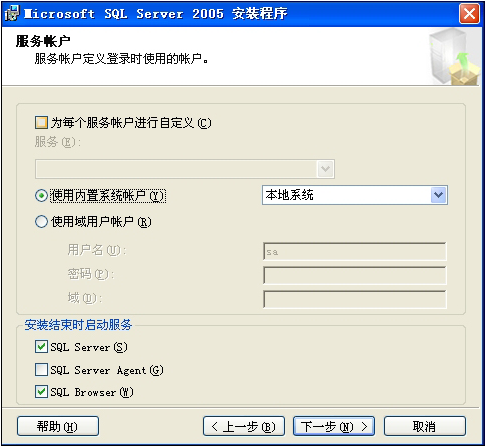 Microsoft SQL Server 2005 安装程序
服务帐户
服务帐户定义登录时使用的帐户。
为每个服务帐户进行自定义(C)
服务(E):
使用内置系统帐户(Y)
本地系统
使用域用户帐户(R)
用户名(U):
sa
密码(P):
域(D):
安装结束时启动服务
SQL Server(S)
SQL Server Agent(G)
SQL Browser(W)
帮助(H)
< 上一步(B)
下一步(N) >
取消